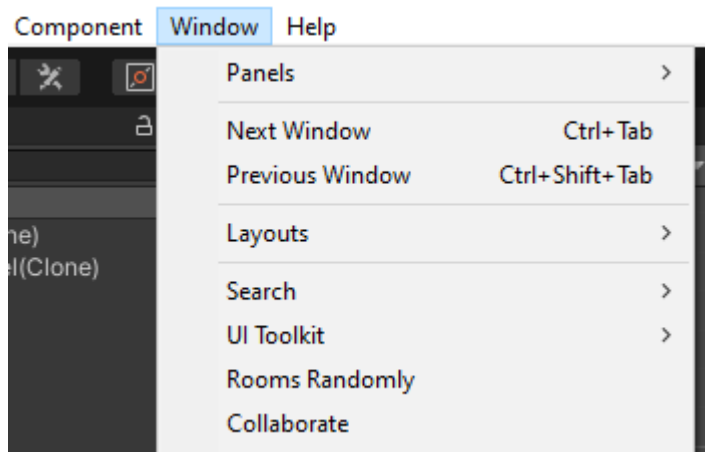 Component Window Help
Panels
Next Window Ctrl+Tab
Previous Window Ctrl+Shift+Tab
Layouts
ne)
el(Clone)
Search
UI Toolkit
Rooms Randomly
Collaborate